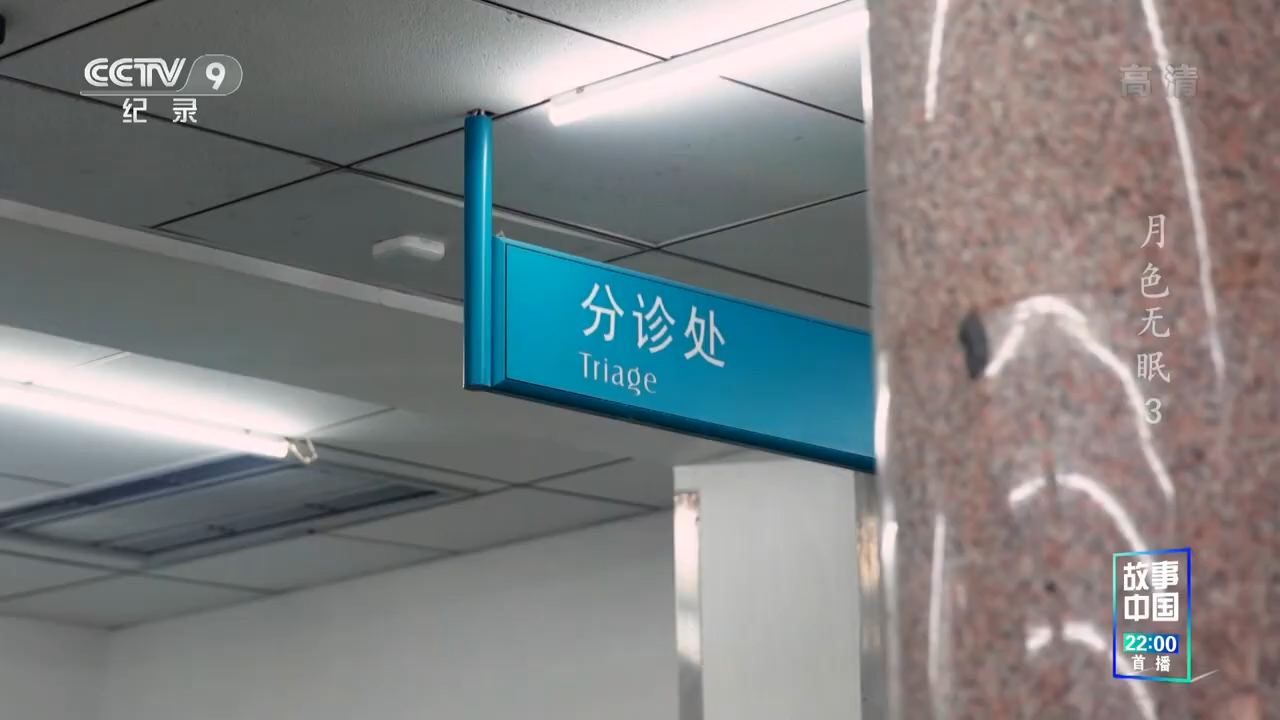 CCTV 9
纪录
高清
分诊处
Triage
月色无眠3
故事
中国
22:00
首播